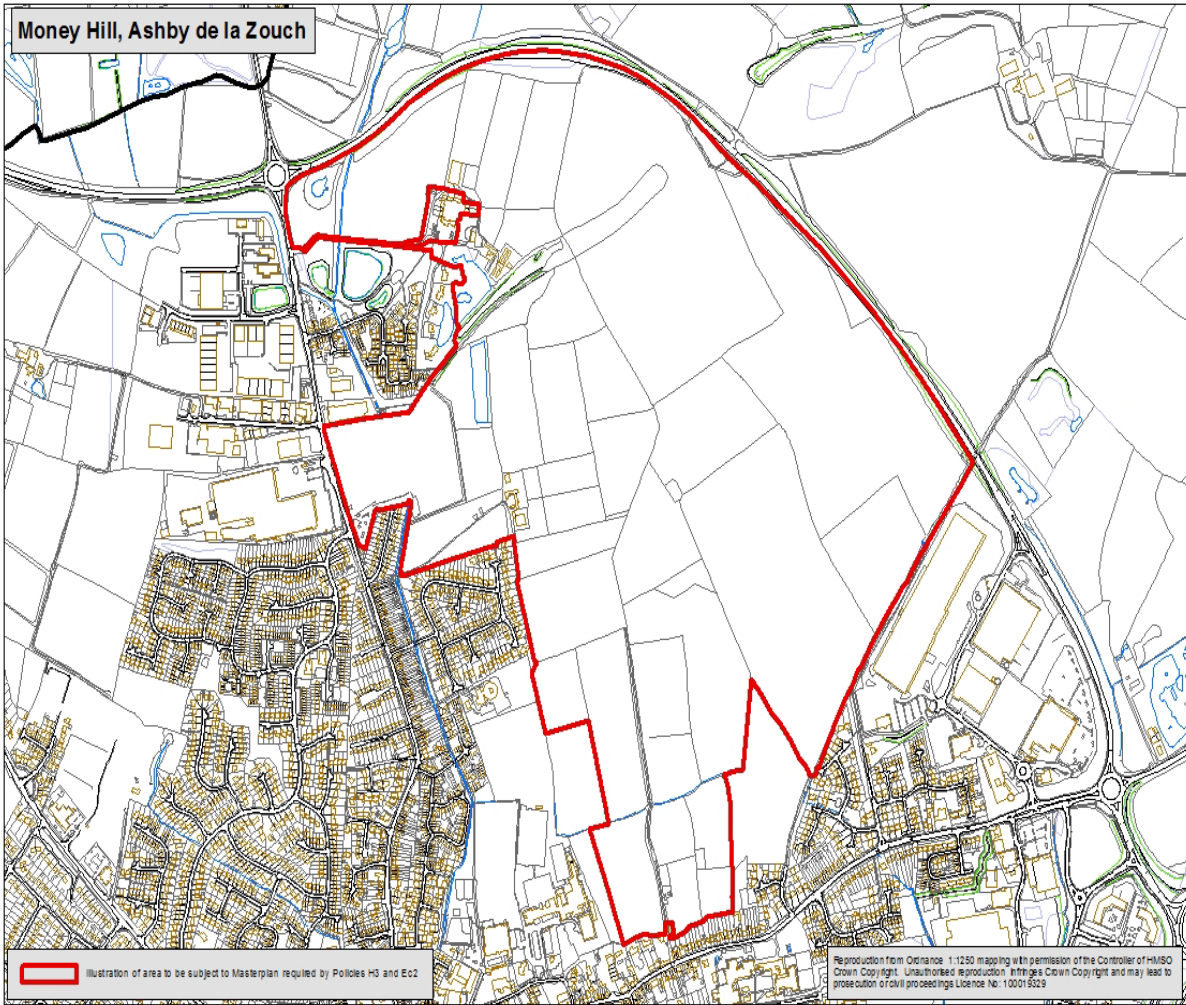 Money Hill, Ashby de la Zouch
Illustration of area to be subject to Masterplan required by Policies H3 and Ec2
Reproduction from Ordinance 1:1250 mapping with permission of the Controller of HMSO
Crown Copyright. Unauthorised reproduction infringes Crown Copyright and may lead to
prosecution or civil proceedings Licence No: 100019329